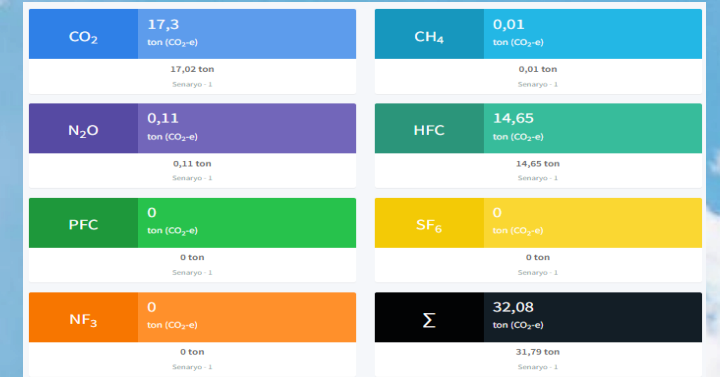 CO₂
17,3
ton (CO₂-e)
17,02 ton
Senaryo - 1
CH₄
0,01
ton (CO₂-e)
0,01 ton
Senaryo - 1
N₂O
0,11
ton (CO₂-e)
0,11 ton
Senaryo - 1
HFC
14,65
ton (CO₂-e)
14,65 ton
Senaryo - 1
PFC
0
ton (CO₂-e)
0 ton
Senaryo - 1
SF₆
0
ton (CO₂-e)
0 ton
Senaryo - 1
NF₃
0
ton (CO₂-e)
0 ton
Senaryo - 1
Σ
32,08
ton (CO₂-e)
31,79 ton
Senaryo - 1